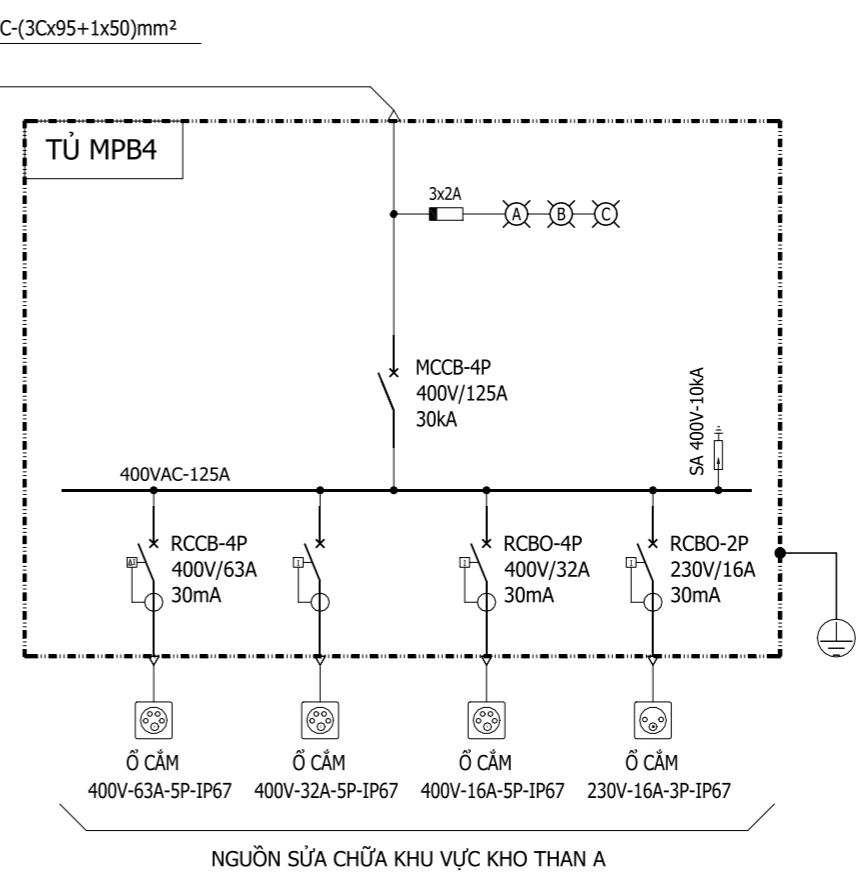 C-(3Cx95+1x50)mm²
TỦ MPB4
3x2A
A B C
MCCB-4P
400V/125A
30kA
SA 400V-10kA
400VAC-125A
RCCB-4P
400V/63A
30mA
RCBO-4P
400V/32A
30mA
RCBO-2P
230V/16A
30mA
Ổ CẮM
400V-63A-5P-IP67
Ổ CẮM
400V-32A-5P-IP67
Ổ CẮM
400V-16A-5P-IP67
Ổ CẮM
230V-16A-3P-IP67
NGUỒN SỬA CHỮA KHU VỰC KHO THAN A